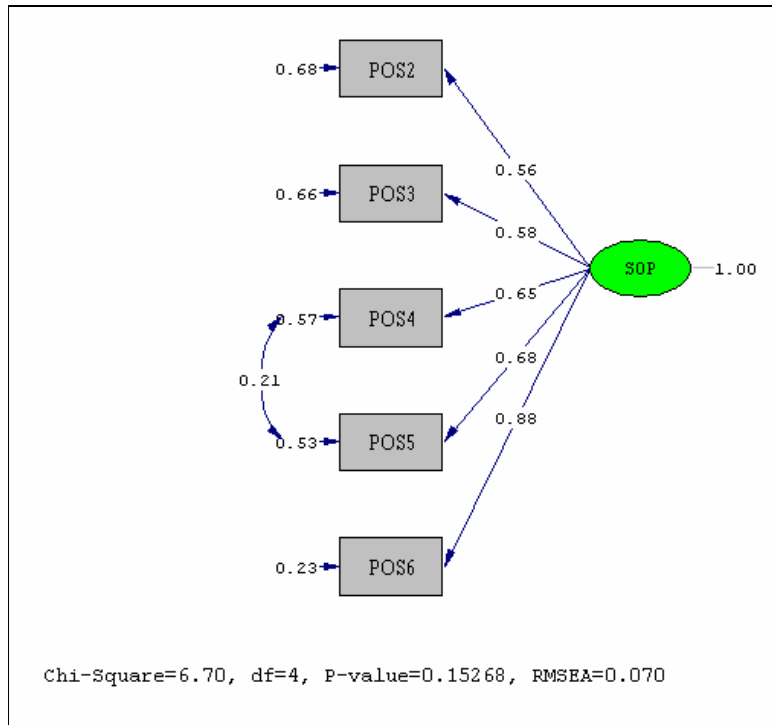 0.68 POS2
0.56
0.66 POS3
0.58
SOP 1.00
0.65
0.57 POS4
0.68
0.21
0.88
0.53 POS5
0.23 POS6
Chi-Square=6.70, df=4, P-value=0.15268, RMSEA=0.070